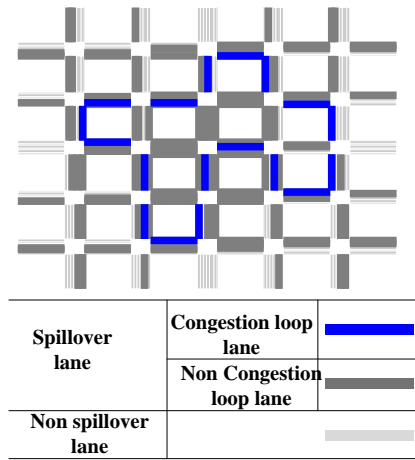 Spillover
lane
Congestion loop
lane
Non Congestion
loop lane
Non spillover
lane